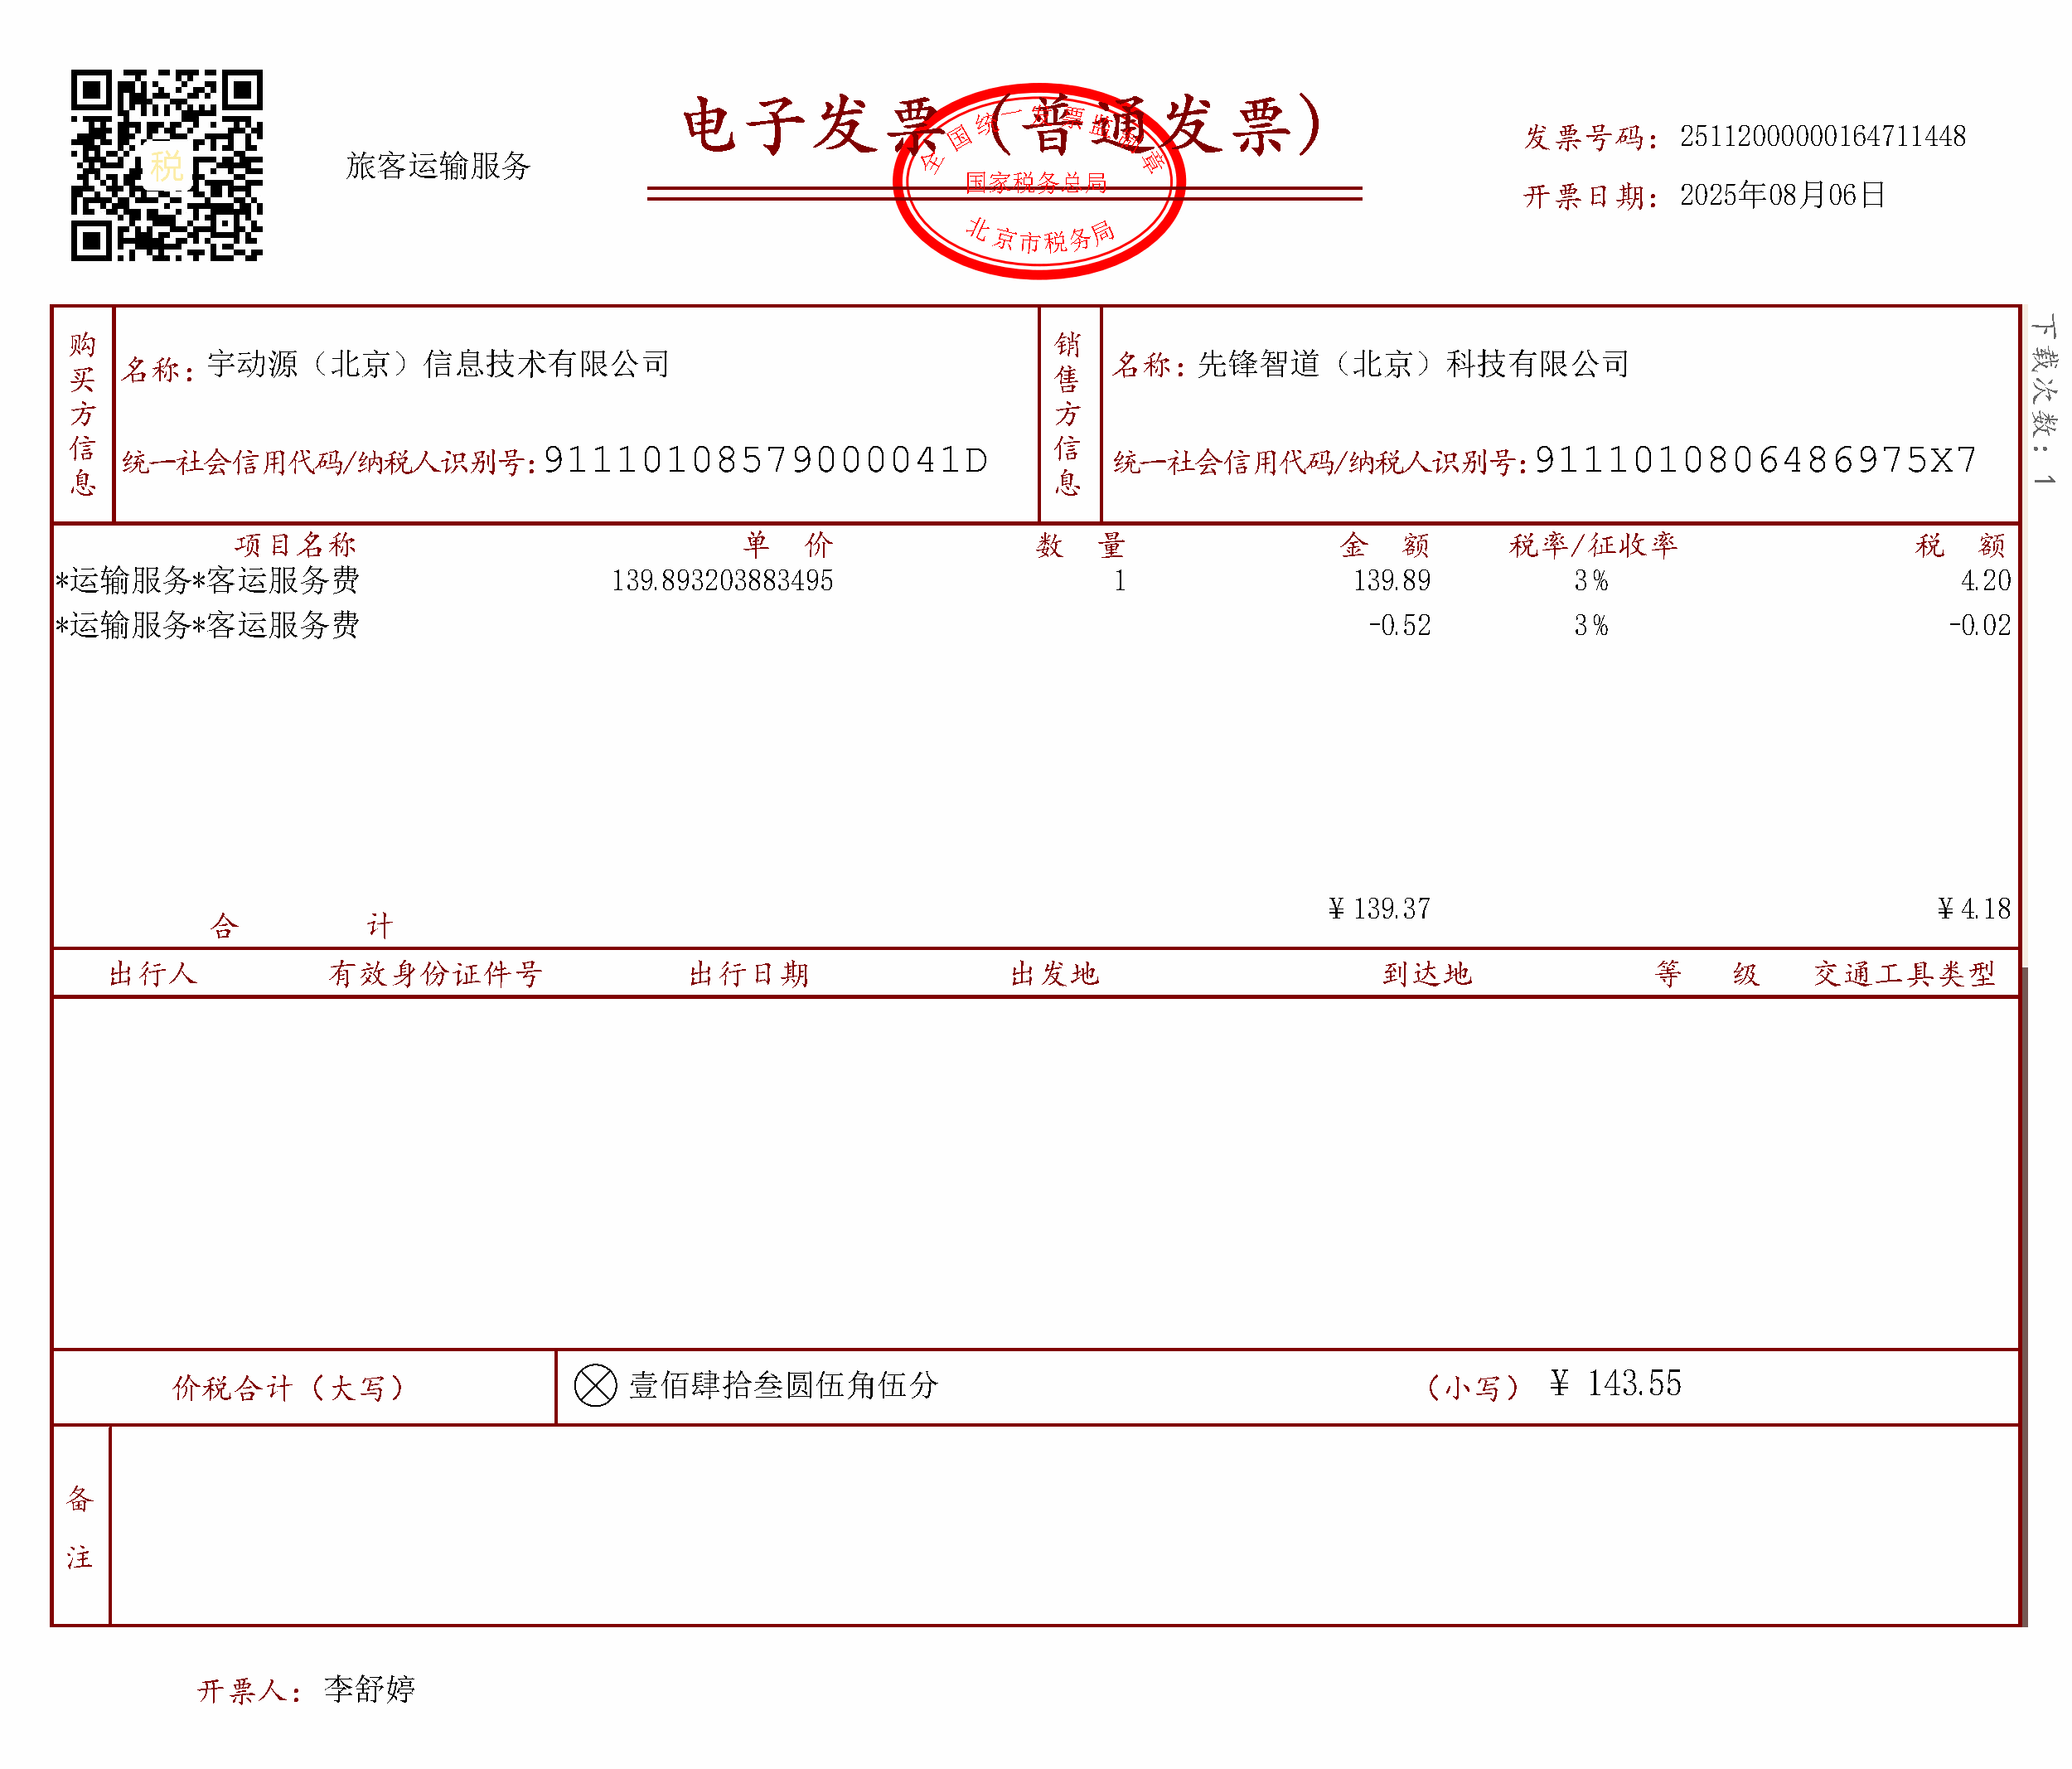 电子发票（普通发票）
税
旅客运输服务
全国统一发票监制章
国家税务总局
北京市税务局
发票号码：25112000000164711448
开票日期：2025年08月06日
购买方信息
名称：宇动源（北京）信息技术有限公司
统一社会信用代码/纳税人识别号：91110108579000041D
销售方信息
名称：先锋智道（北京）科技有限公司
统一社会信用代码/纳税人识别号：9111010806486975X7
下载次数：1
项目名称 单价 数量 金额 税率/征收率 税额
*运输服务*客运服务费 139.893203883495 1 139.89 3% 4.20
*运输服务*客运服务费 -0.52 3% -0.02
合计 ¥139.37 ¥4.18
出行人 有效身份证件号 出行日期 出发地 到达地 等级 交通工具类型
价税合计（大写） 壹佰肆拾叁圆伍角伍分 （小写） ¥ 143.55
备注
开票人：李舒婷